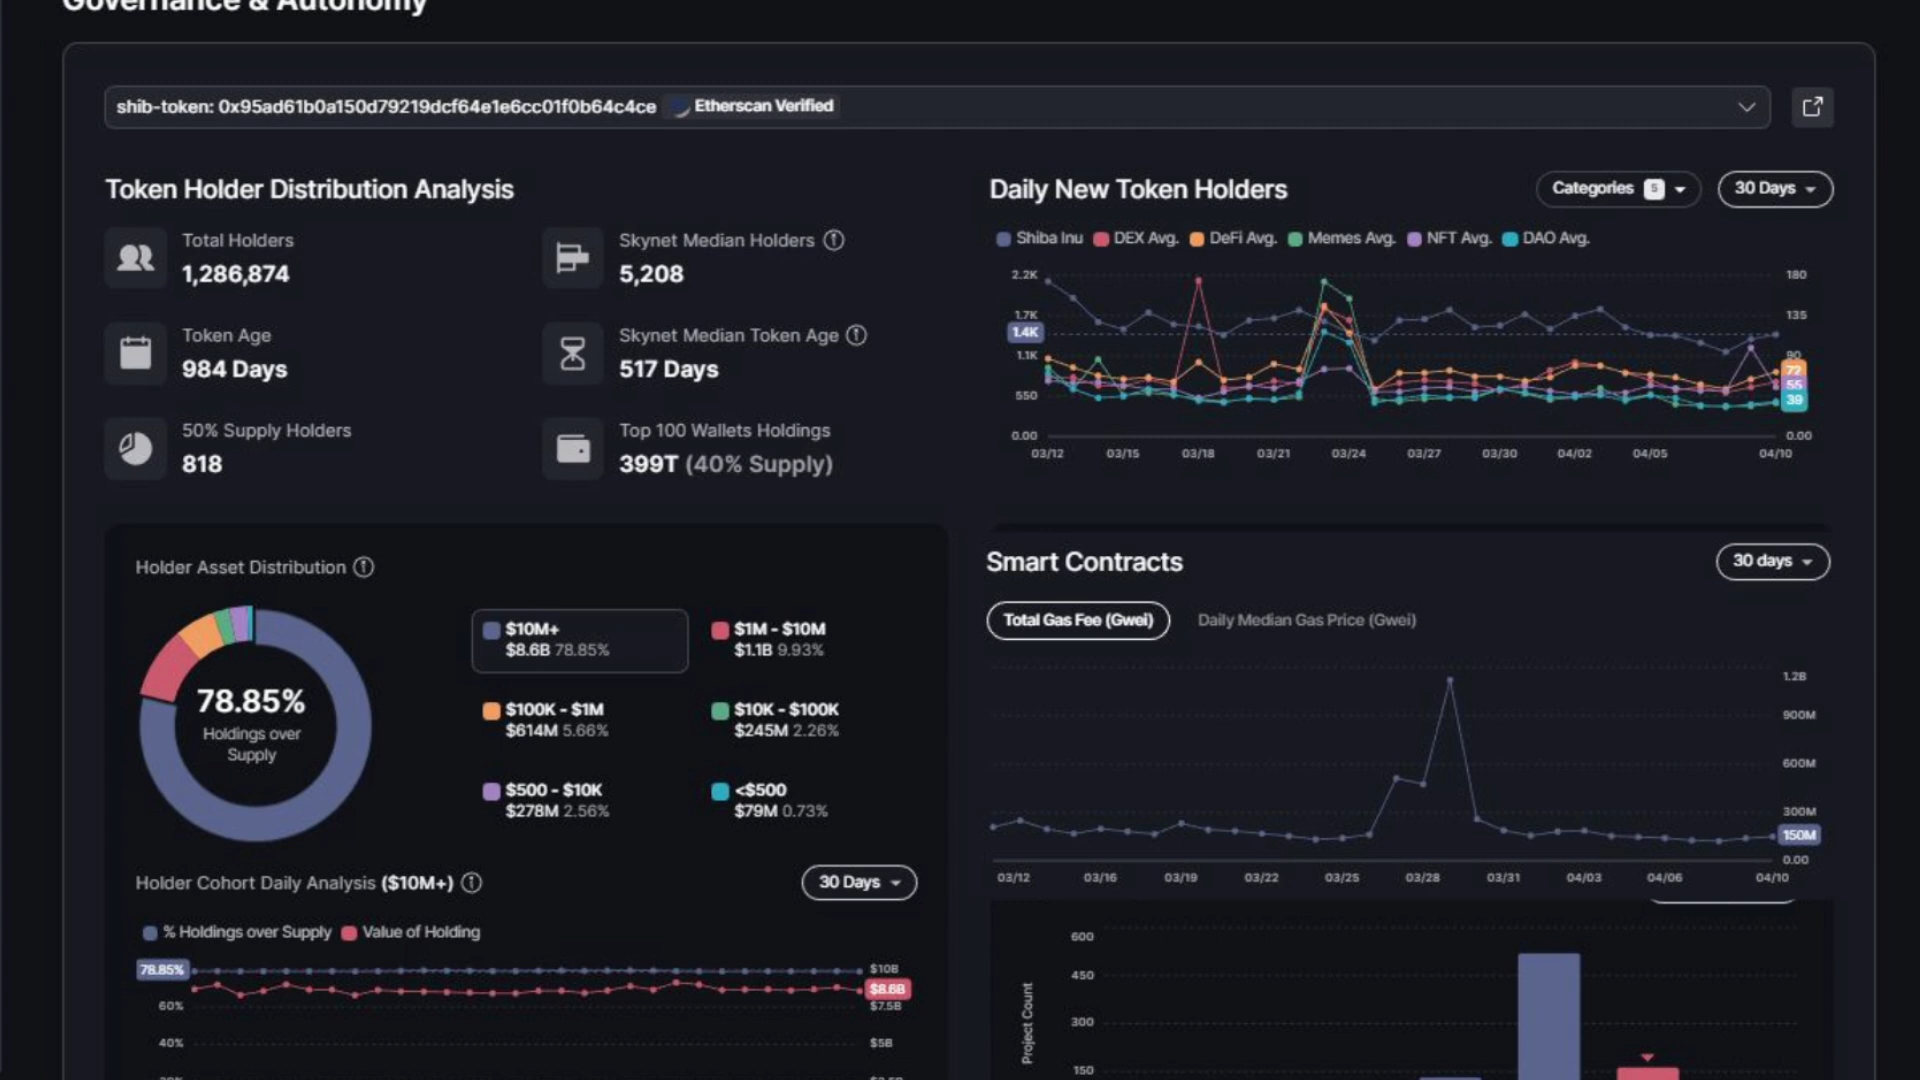 Governance & Autonomy
shib-token: 0x95ad61b0a150d79219dcf64e1e6cc01f0b64c4ce Etherscan Verified
Token Holder Distribution Analysis
Total Holders
1,286,874
Skynet Median Holders
5,208
Token Age
984 Days
Skynet Median Token Age
517 Days
50% Supply Holders
818
Top 100 Wallets Holdings
399T (40% Supply)
Daily New Token Holders
Categories 5
30 Days
Shiba Inu DEX Avg. DeFi Avg. Memes Avg. NFT Avg. DAO Avg.
2.2K 180
1.7K 135
1.4K
1.1K 90
72
55
550
39
0.00 0.00
03/12 03/15 03/18 03/21 03/24 03/27 03/30 04/02 04/05 04/10
Holder Asset Distribution
78.85%
Holdings over
Supply
$10M+
$8.6B 78.85%
$1M - $10M
$1.1B 9.93%
$100K - $1M
$614M 5.66%
$10K - $100K
$245M 2.26%
$500 - $10K
$278M 2.56%
<$500
$79M 0.73%
Holder Cohort Daily Analysis ($10M+)
30 Days
% Holdings over Supply Value of Holding
78.85% $10B
$8.6B
60% $7.5B
40% $5B
Smart Contracts
30 days
Total Gas Fee (Gwei) Daily Median Gas Price (Gwei)
1.2B
900M
600M
300M
150M
0.00
03/12 03/16 03/19 03/22 03/25 03/28 03/31 04/03 04/06 04/10
Project Count
600
450
300
150